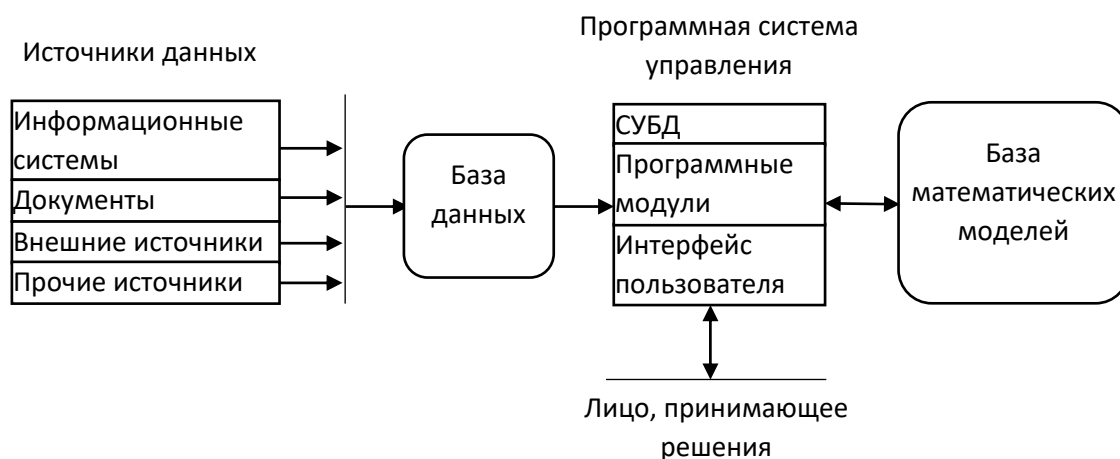 Источники данных
Информационные
системы
Документы
Внешние источники
Прочие источники
База
данных
Программная система
управления
СУБД
Программные
модули
Интерфейс
пользователя
База
математических
моделей
Лицо, принимающее
решения